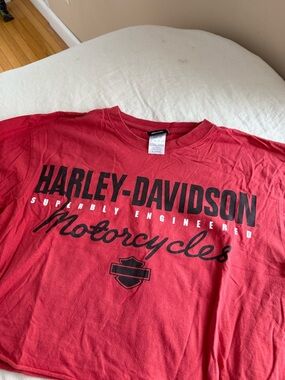 HARLEY-DAVIDSON
SUPERBLY ENGINEERED
Motorcycles